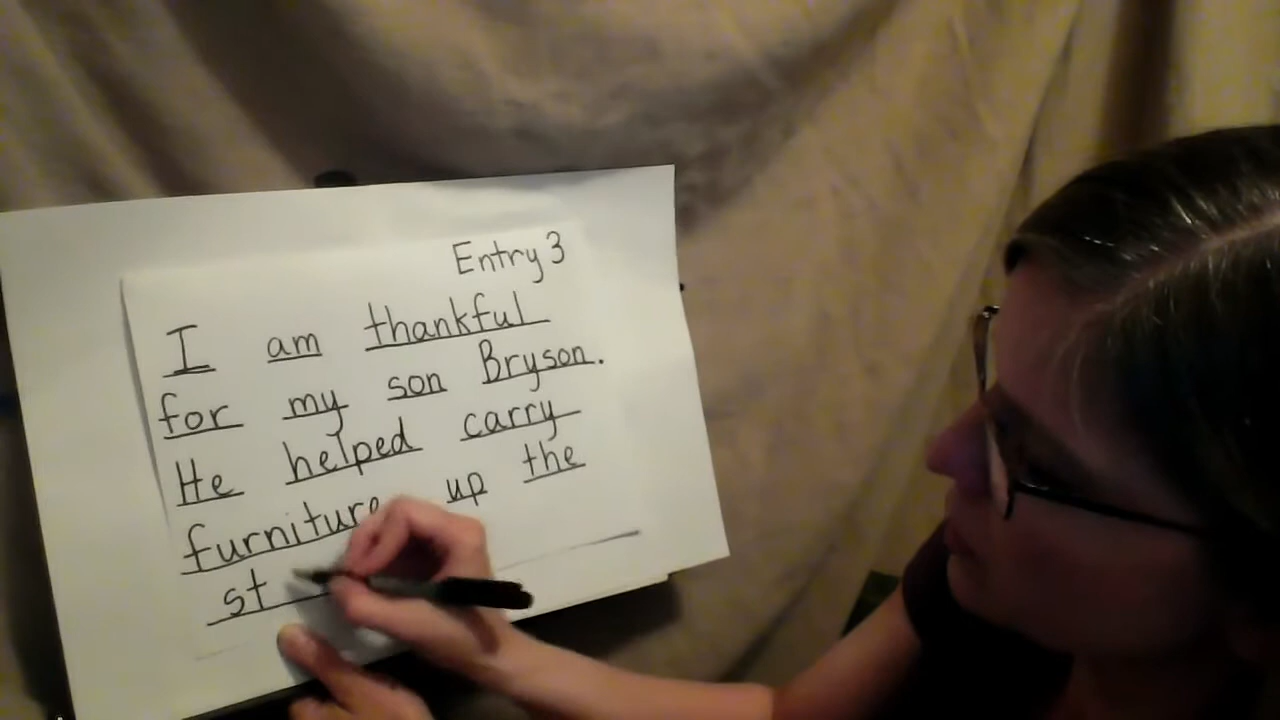 Entry 3
I am thankful
for my son Bryson.
He helped carry
furniture up the
st